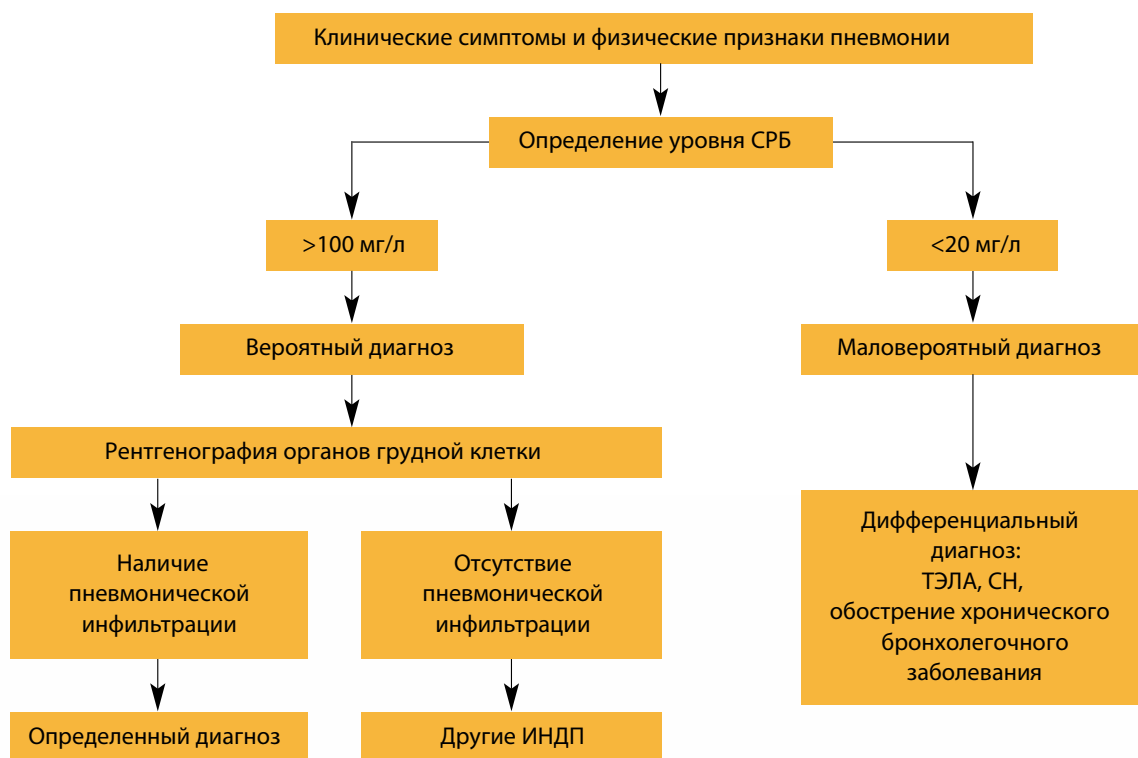 Клинические симптомы и физические признаки пневмонии
Определение уровня СРБ
>100 мг/л
<20 мг/л
Вероятный диагноз
Маловероятный диагноз
Рентгенография органов грудной клетки
Наличие
пневмонической
инфильтрации
Отсутствие
пневмонической
инфильтрации
Дифференциальный
диагноз:
ТЭЛА, СН,
обострение хронического
бронхолегочного
заболевания
Определенный диагноз
Другие ИНДП